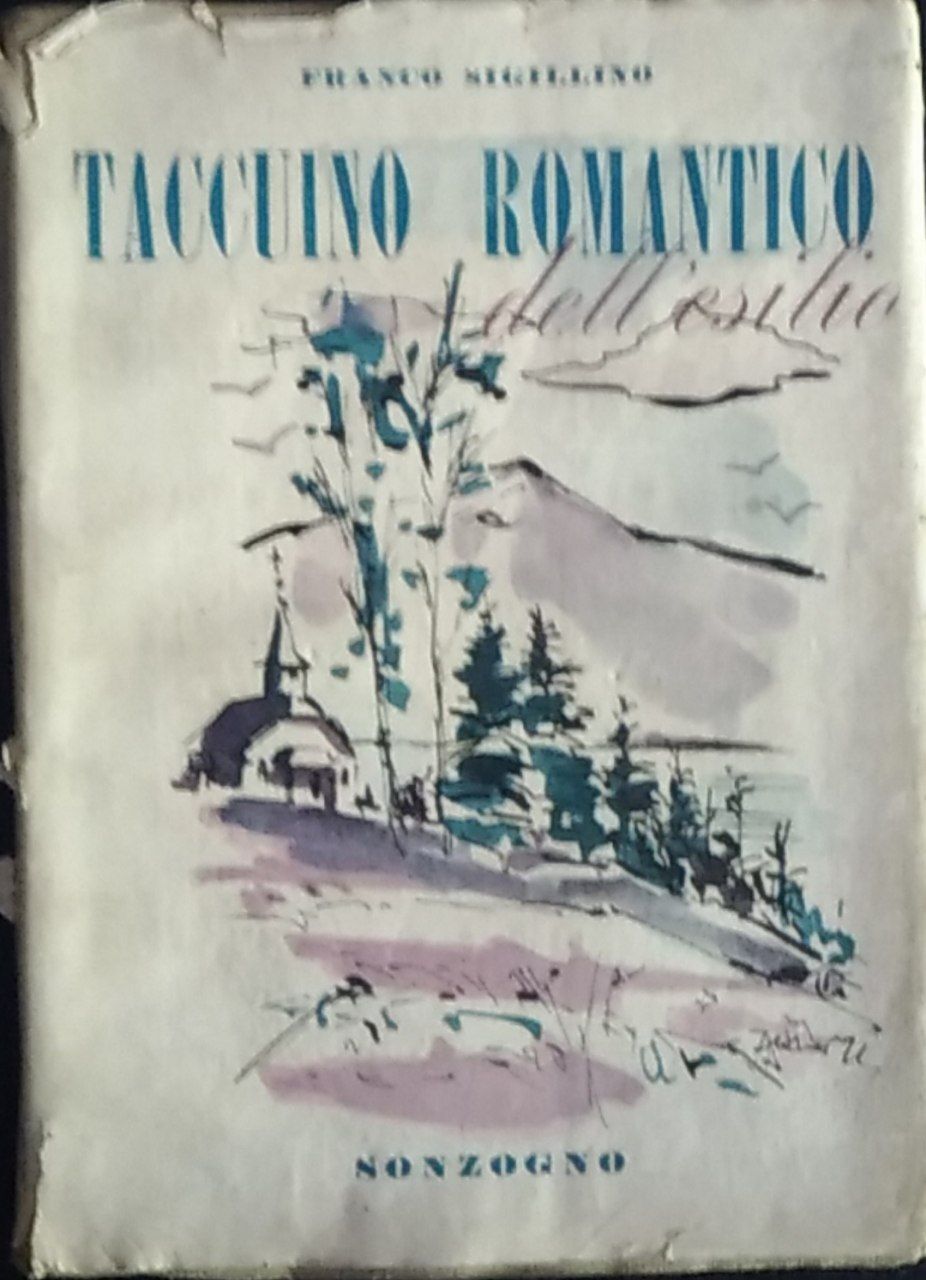 FRANCO SIGILLINO
TACCUINO ROMANTICO
dell'esilio
SONZOGNO